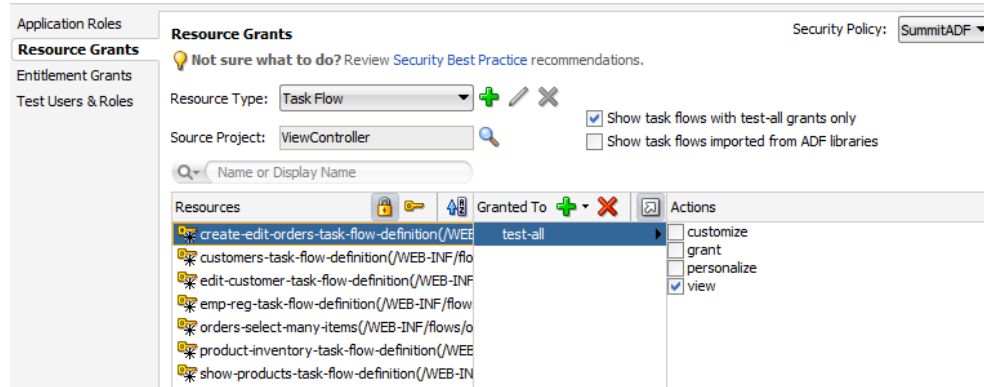 Application Roles
Resource Grants
Entitlement Grants
Test Users & Roles
Resource Grants
Security Policy: SummitADF
Not sure what to do? Review Security Best Practice recommendations.
Resource Type: Task Flow
Show task flows with test-all grants only
Source Project: ViewController
Show task flows imported from ADF libraries
Name or Display Name
Resources
Granted To
Actions
create-edit-orders-task-flow-definition(/WEB
test-all
customize
customers-task-flow-definition(/WEB-INF/flo
grant
edit-customer-task-flow-definition(/WEB-INF
personalize
emp-reg-task-flow-definition(/WEB-INF/flow
view
orders-select-many-items(/WEB-INF/flows/o
product-inventory-task-flow-definition(/WEB
show-products-task-flow-definition(/WEB-IN